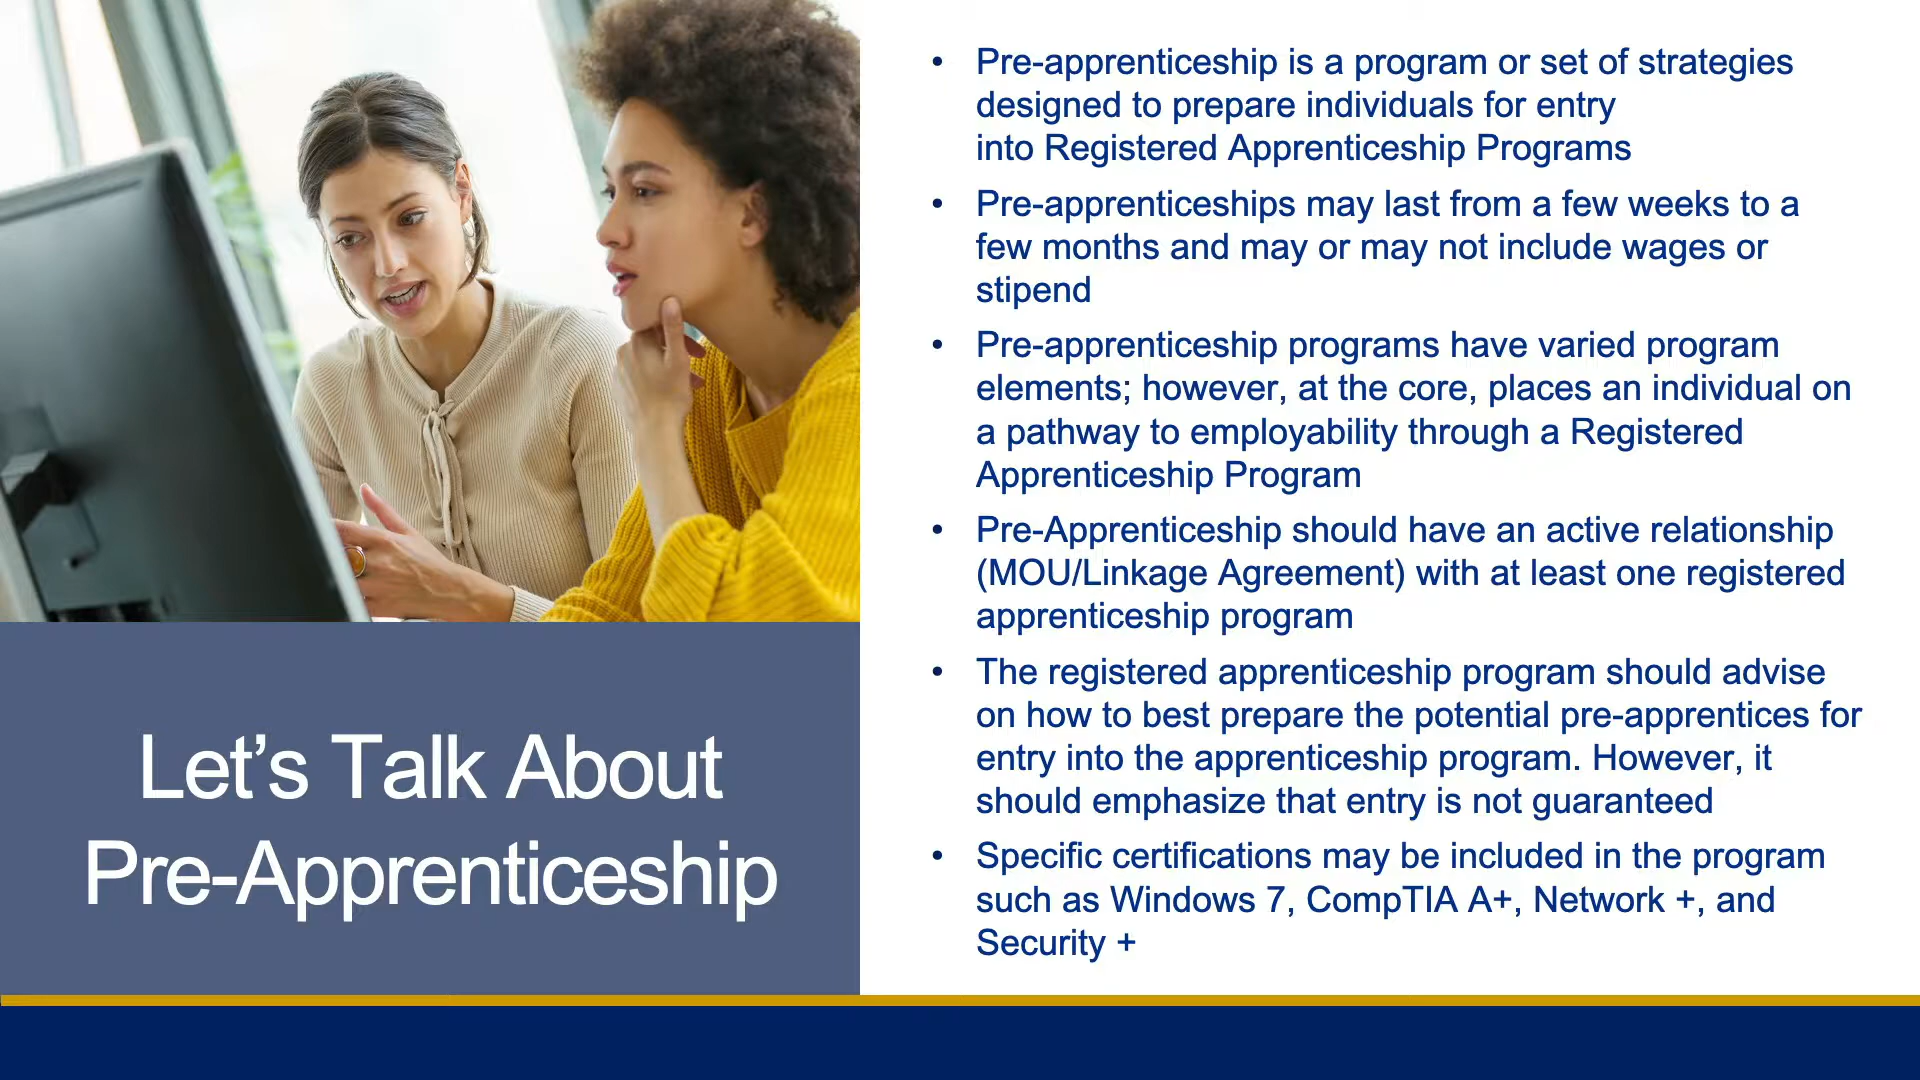 Let’s Talk About
Pre-Apprenticeship
• Pre-apprenticeship is a program or set of strategies
designed to prepare individuals for entry
into Registered Apprenticeship Programs
• Pre-apprenticeships may last from a few weeks to a
few months and may or may not include wages or
stipend
• Pre-apprenticeship programs have varied program
elements; however, at the core, places an individual on
a pathway to employability through a Registered
Apprenticeship Program
• Pre-Apprenticeship should have an active relationship
(MOU/Linkage Agreement) with at least one registered
apprenticeship program
• The registered apprenticeship program should advise
on how to best prepare the potential pre-apprentices for
entry into the apprenticeship program. However, it
should emphasize that entry is not guaranteed
• Specific certifications may be included in the program
such as Windows 7, CompTIA A+, Network +, and
Security +